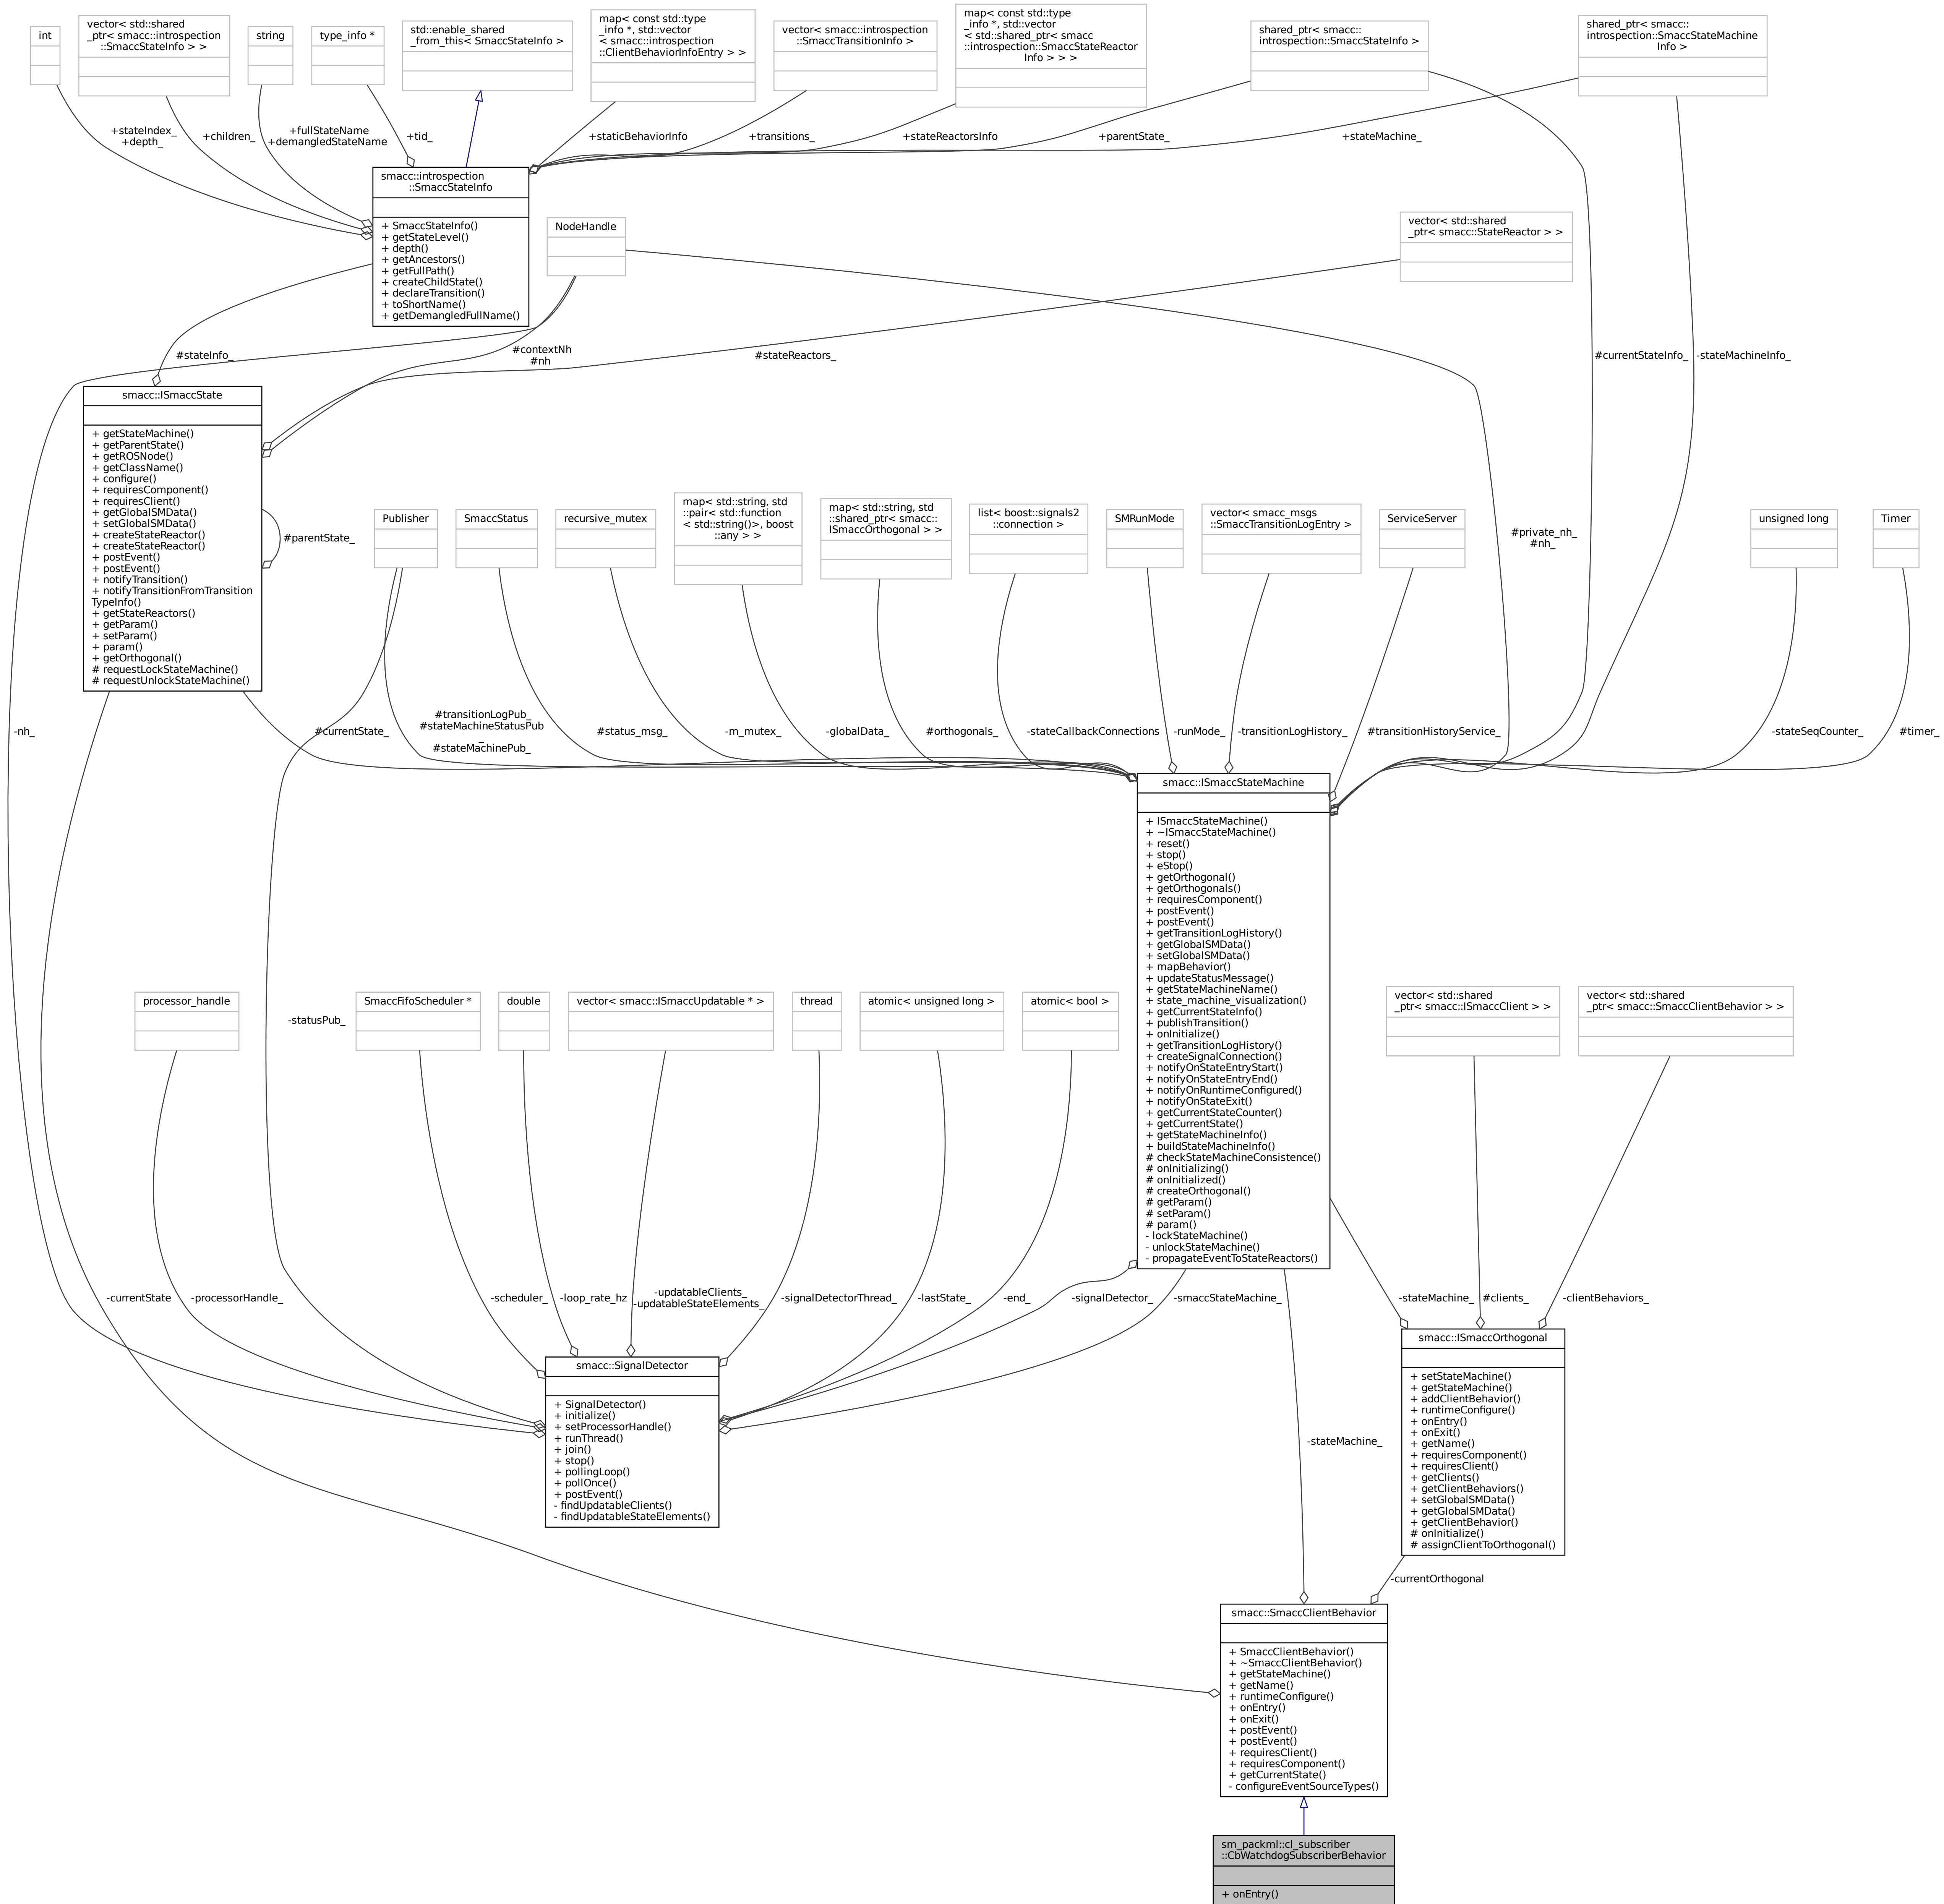 int
vector< std::shared
_ptr< smacc::introspection
::SmaccStateInfo > >
string
type_info *
std::enable_shared
_from_this< SmaccStateInfo >
map< const std::type
_info *, std::vector
< smacc::introspection
::ClientBehaviorInfoEntry > >
vector< smacc::introspection
::SmaccTransitionInfo >
map< const std::type
_info *, std::vector
< std::shared_ptr< smacc
::introspection::SmaccStateReactor
Info > > >
shared_ptr< smacc::
introspection::SmaccStateInfo >
shared_ptr< smacc::
introspection::SmaccStateMachine
Info >
+stateIndex_
+depth_
+children_
+fullStateName
+demangledStateName
+tid_
+staticBehaviorInfo
+transitions_
+stateReactorsInfo
+parentState_
+stateMachine_
smacc::introspection
::SmaccStateInfo
+ SmaccStateInfo()
+ getStateLevel()
+ depth()
+ getAncestors()
+ getFullPath()
+ createChildState()
+ declareTransition()
+ toShortName()
+ getDemangledFullName()
NodeHandle
vector< std::shared
_ptr< smacc::StateReactor > >
#stateInfo_
#contextNh
#nh
#stateReactors_
#currentStateInfo_
-stateMachineInfo_
smacc::ISmaccState
+ getStateMachine()
+ getParentState()
+ getROSNode()
+ getClassName()
+ configure()
+ requiresComponent()
+ requiresClient()
+ getGlobalSMData()
+ setGlobalSMData()
+ createStateReactor()
+ createStateReactor()
+ postEvent()
+ postEvent()
+ notifyTransition()
+ notifyTransitionFromTransition
TypeInfo()
+ getStateReactors()
+ getParam()
+ setParam()
+ param()
+ getOrthogonal()
# requestLockStateMachine()
# requestUnlockStateMachine()
#parentState_
Publisher
SmaccStatus
recursive_mutex
map< std::string, std
::pair< std::function
< std::string()>, boost
::any > >
map< std::string, std
::shared_ptr< smacc::
ISmaccOrthogonal > >
list< boost::signals2
::connection >
SMRunMode
vector< smacc_msgs
::SmaccTransitionLogEntry >
ServiceServer
#private_nh_
#nh_
unsigned long
Timer
-nh_
#currentState_
#transitionLogPub_
#stateMachineStatusPub
_
#stateMachinePub_
#status_msg_
-m_mutex_
-globalData_
#orthogonals_
-stateCallbackConnections
-runMode_
-transitionLogHistory_
#transitionHistoryService_
-stateSeqCounter_
#timer_
smacc::ISmaccStateMachine
+ ISmaccStateMachine()
+ ~ISmaccStateMachine()
+ reset()
+ stop()
+ eStop()
+ getOrthogonal()
+ getOrthogonals()
+ requiresComponent()
+ postEvent()
+ postEvent()
+ getTransitionLogHistory()
+ getGlobalSMData()
+ setGlobalSMData()
+ mapBehavior()
+ updateStatusMessage()
+ getStateMachineName()
+ state_machine_visualization()
+ getCurrentStateInfo()
+ publishTransition()
+ onInitialize()
+ getTransitionLogHistory()
+ createSignalConnection()
+ notifyOnStateEntryStart()
+ notifyOnStateEntryEnd()
+ notifyOnRuntimeConfigured()
+ notifyOnStateExit()
+ getCurrentStateCounter()
+ getCurrentState()
+ getStateMachineInfo()
+ buildStateMachineInfo()
# checkStateMachineConsistence()
# onInitializing()
# onInitialized()
# createOrthogonal()
# getParam()
# setParam()
# param()
- lockStateMachine()
- unlockStateMachine()
- propagateEventToStateReactors()
processor_handle
-statusPub_
SmaccFifoScheduler *
double
vector< smacc::ISmaccUpdatable * >
thread
atomic< unsigned long >
atomic< bool >
vector< std::shared
_ptr< smacc::ISmaccClient > >
vector< std::shared
_ptr< smacc::SmaccClientBehavior > >
-currentState
-processorHandle_
-scheduler_
-loop_rate_hz
-updatableClients_
-updatableStateElements_
-signalDetectorThread_
-lastState_
-end_
-signalDetector_
-smaccStateMachine_
-stateMachine_
#clients_
-clientBehaviors_
smacc::SignalDetector
+ SignalDetector()
+ initialize()
+ setProcessorHandle()
+ runThread()
+ join()
+ stop()
+ pollingLoop()
+ pollOnce()
+ postEvent()
- findUpdatableClients()
- findUpdatableStateElements()
smacc::ISmaccOrthogonal
+ setStateMachine()
+ getStateMachine()
+ addClientBehavior()
+ runtimeConfigure()
+ onEntry()
+ onExit()
+ getName()
+ requiresComponent()
+ requiresClient()
+ getClients()
+ getClientBehaviors()
+ setGlobalSMData()
+ getGlobalSMData()
+ getClientBehavior()
# onInitialize()
# assignClientToOrthogonal()
-stateMachine_
-currentOrthogonal
smacc::SmaccClientBehavior
+ SmaccClientBehavior()
+ ~SmaccClientBehavior()
+ getStateMachine()
+ getName()
+ runtimeConfigure()
+ onEntry()
+ onExit()
+ postEvent()
+ postEvent()
+ requiresClient()
+ requiresComponent()
+ getCurrentState()
- configureEventSourceTypes()
sm_packml::cl_subscriber
::CbWatchdogSubscriberBehavior
+ onEntry()